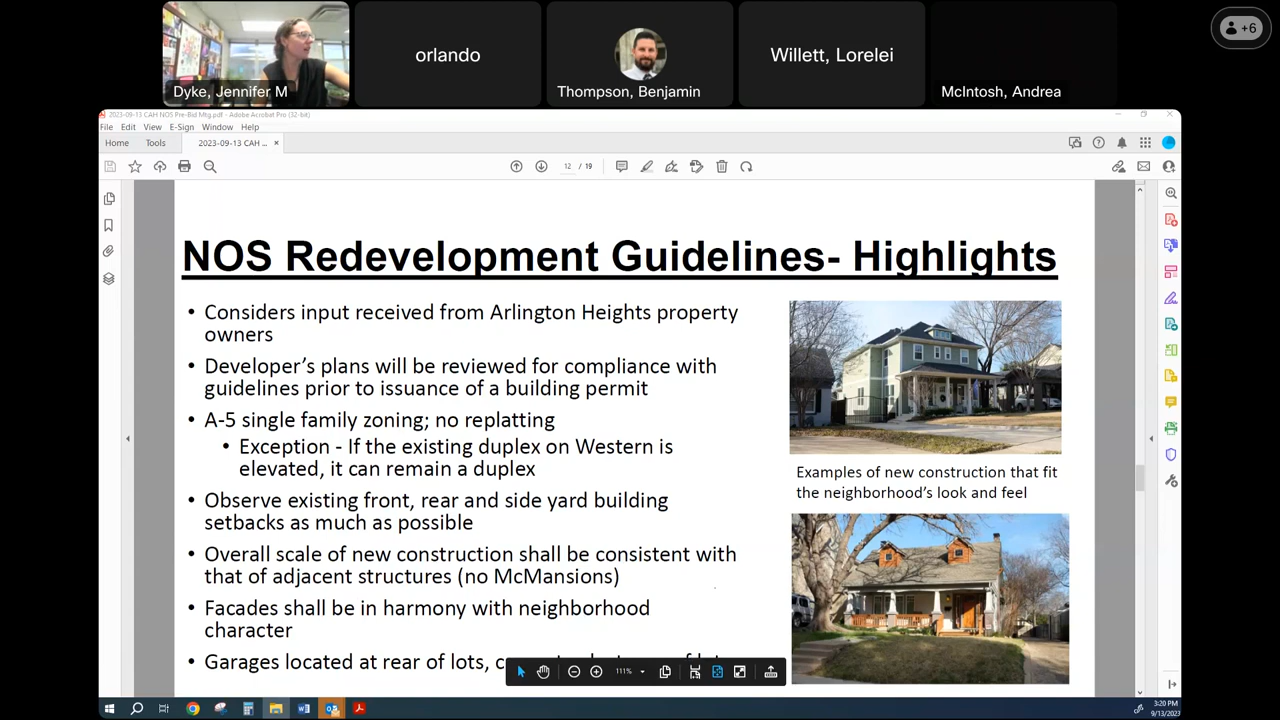 +6
orlando
Willett, Lorelei
Dyke, Jennifer M
Thompson, Benjamin
McIntosh, Andrea
2023-09-13 CAH NOS Pre-Bid Mtg.pdf - Adobe Acrobat Pro (32-bit)
File Edit View E-Sign Window Help
Home Tools 2023-09-13 CAH ... ×
12 / 19
NOS Redevelopment Guidelines- Highlights
• Considers input received from Arlington Heights property
owners
• Developer's plans will be reviewed for compliance with
guidelines prior to issuance of a building permit
• A-5 single family zoning; no replatting
• Exception - If the existing duplex on Western is
elevated, it can remain a duplex
• Observe existing front, rear and side yard building
setbacks as much as possible
• Overall scale of new construction shall be consistent with
that of adjacent structures (no McMansions)
• Facades shall be in harmony with neighborhood
character
• Garages located at rear of lots,
Examples of new construction that fit
the neighborhood's look and feel
111%
3:20 PM
9/13/2023